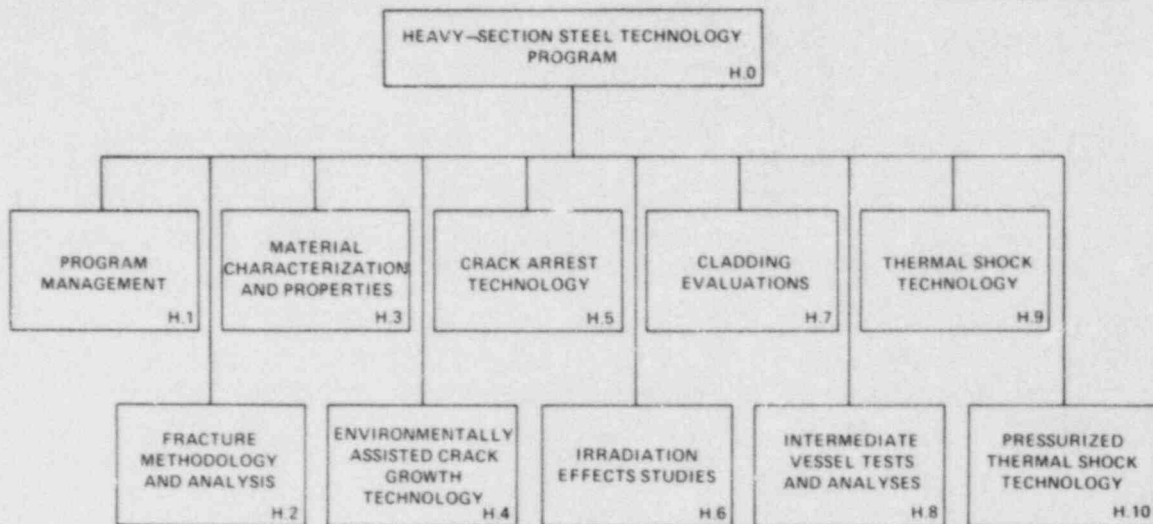 HEAVY-SECTION STEEL TECHNOLOGY
PROGRAM
H.0
PROGRAM
MANAGEMENT
H.1
MATERIAL
CHARACTERIZATION
AND PROPERTIES
H.3
CRACK ARREST
TECHNOLOGY
H.5
CLADDING
EVALUATIONS
H.7
THERMAL SHOCK
TECHNOLOGY
H.9
FRACTURE
METHODOLOGY
AND ANALYSIS
H.2
ENVIRONMENTALLY
ASSISTED CRACK
GROWTH
TECHNOLOGY
H.4
IRRADIATION
EFFECTS STUDIES
H.6
INTERMEDIATE
VESSEL TESTS
AND ANALYSES
H.8
PRESSURIZED
THERMAL SHOCK
TECHNOLOGY
H.10